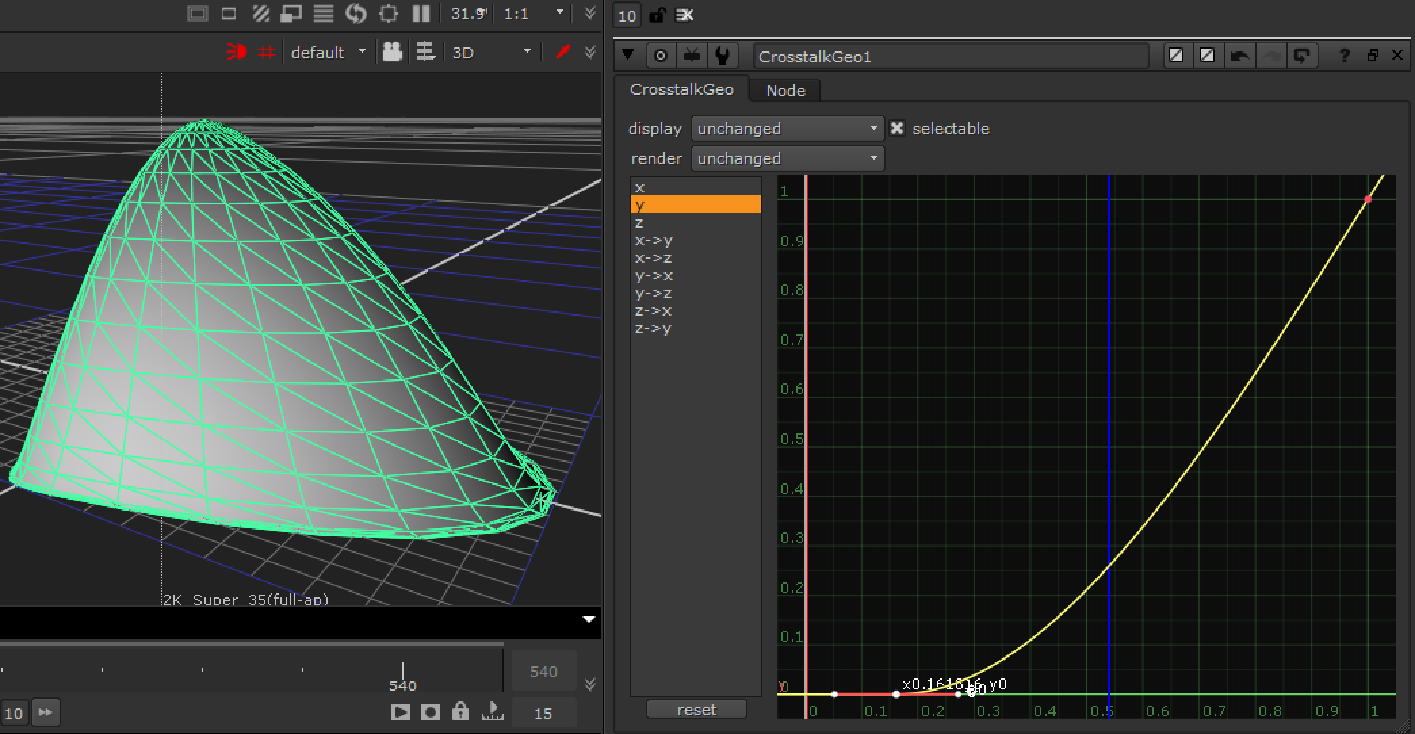 31.9 1:1
default 3D
2K Super 35(full-ap)
540
540
10
15
10
CrosstalkGeo1
?
CrosstalkGeo Node
display unchanged selectable
render unchanged
x
y
z
x->y
x->z
y->x
y->z
z->x
z->y
reset
1
0.9
0.8
0.7
0.6
0.5
0.4
0.3
0.2
0.1
x0.161616 y0
0 0.1 0.2 0.3 0.4 0.5 0.6 0.7 0.8 0.9 1